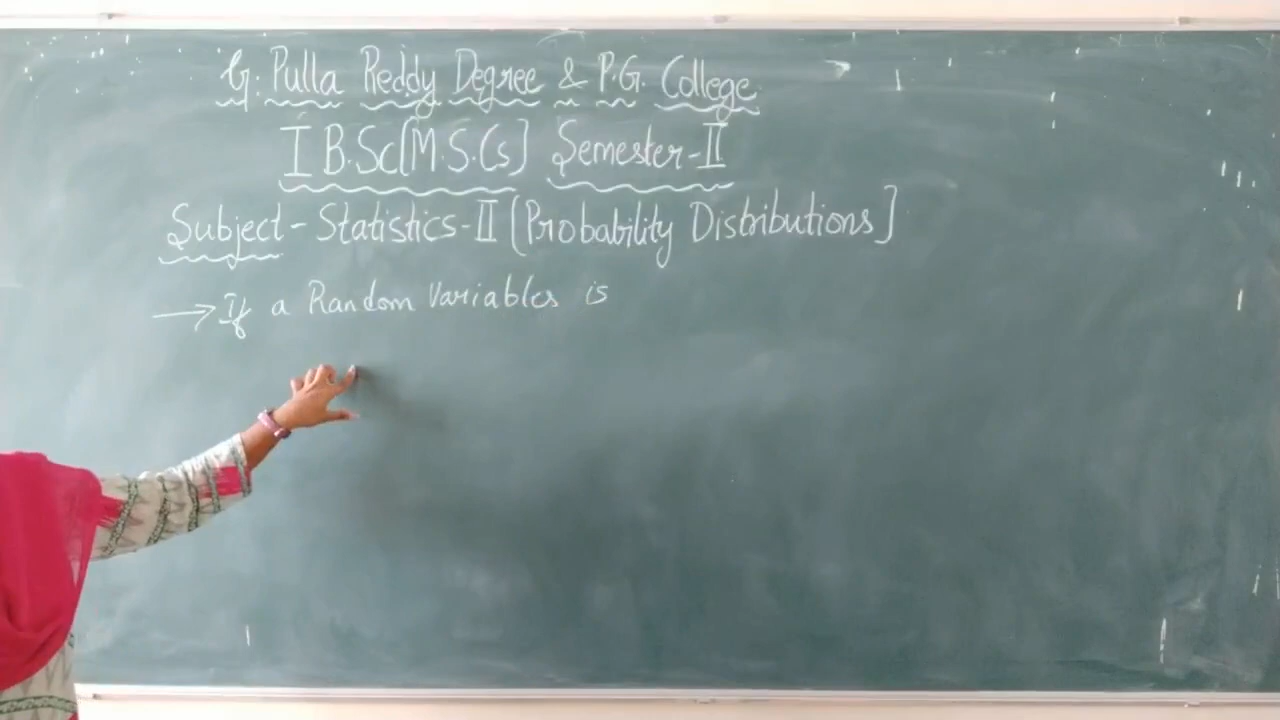 G. Pulla Reddy Degree & P.G. College
I B.Sc[M.S.Cs] Semester-II
Subject - Statistics-II [Probability Distributions]
→ If a Random Variables is